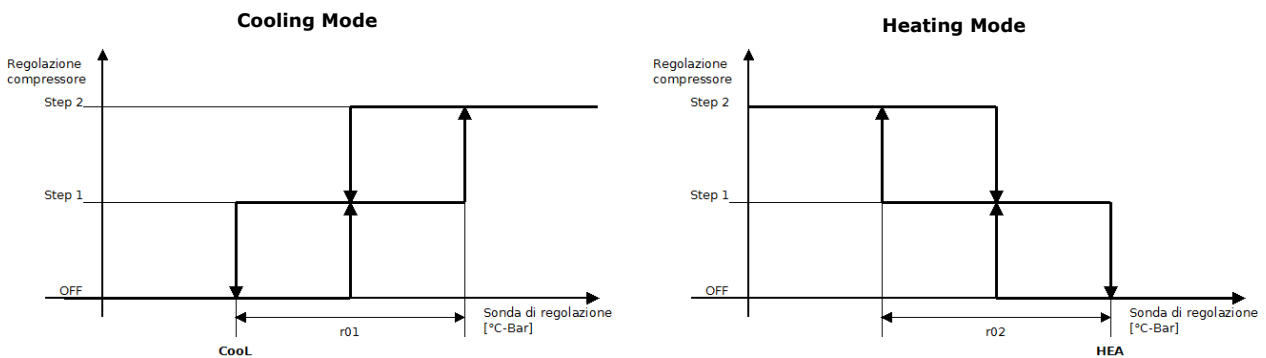 Cooling Mode
Regolazione
compressore
Step 2
Step 1
OFF
Sonda di regolazione
[°C-Bar]
r01
CooL
Heating Mode
Regolazione
compressore
Step 2
Step 1
OFF
Sonda di regolazione
[°C-Bar]
r02
HEA